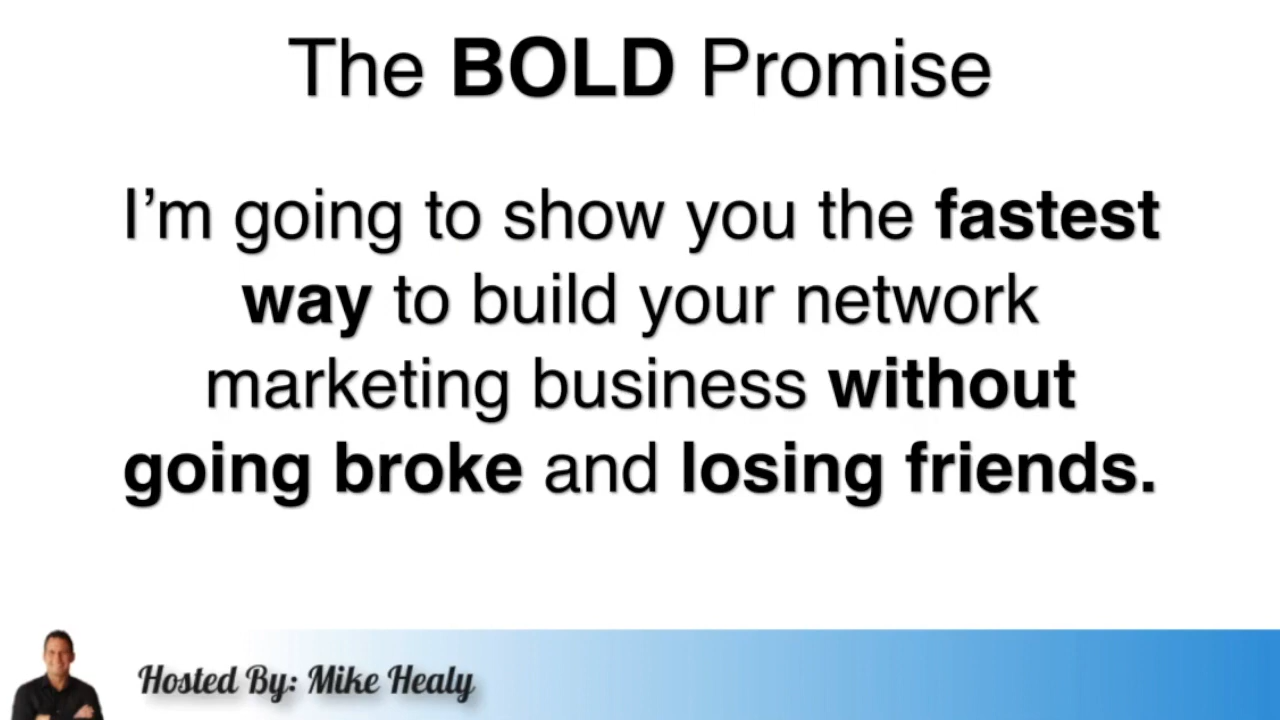 The BOLD Promise
I’m going to show you the fastest
way to build your network
marketing business without
going broke and losing friends.
Hosted By: Mike Healy